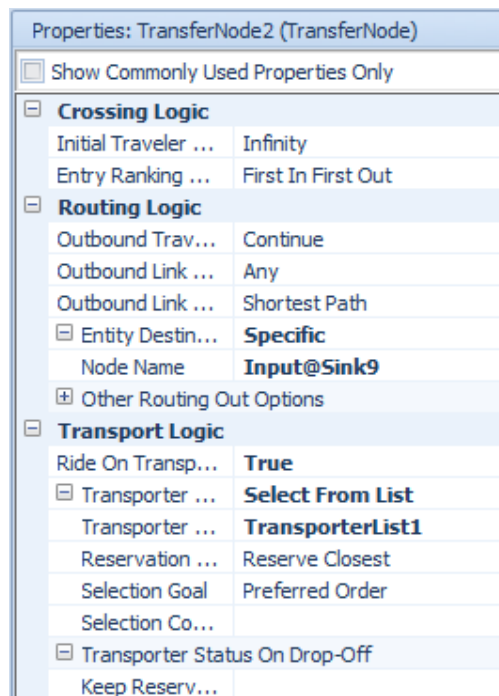 Properties: TransferNode2 (TransferNode)
Show Commonly Used Properties Only
Crossing Logic
Initial Traveler ... Infinity
Entry Ranking ... First In First Out
Routing Logic
Outbound Trav... Continue
Outbound Link ... Any
Outbound Link ... Shortest Path
Entity Destin... Specific
Node Name Input@Sink9
Other Routing Out Options
Transport Logic
Ride On Transp... True
Transporter ... Select From List
Transporter ... TransporterList1
Reservation ... Reserve Closest
Selection Goal Preferred Order
Selection Co...
Transporter Status On Drop-Off
Keep Reserv...